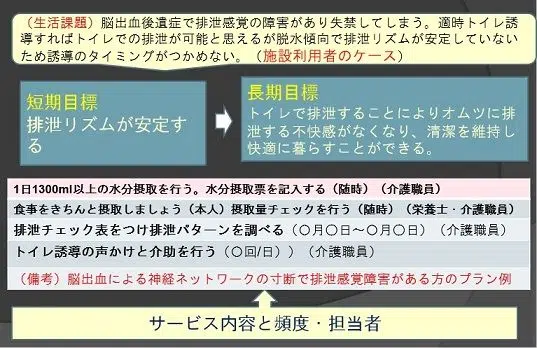 （生活課題）脳出血後遺症で排泄感覚の障害があり失禁してしまう。適時トイレ誘
導すればトイレでの排泄が可能と思えるが脱水傾向で排泄リズムが安定していない
ため誘導のタイミングがつかめない。（施設利用者のケース）
短期目標
排泄リズムが安定す
る
長期目標
トイレで排泄することによりオムツに排
泄する不快感がなくなり、清潔を維持し
快適に暮らすことができる。
1日1300ml以上の水分摂取を行う。水分摂取票を記入する（随時）（介護職員）
食事をきちんと摂取しましょう（本人）摂取量チェックを行う（随時）（栄養士・介護職員）
排泄チェック表をつけ排泄パターンを調べる（〇月〇日～〇月〇日）（介護職員）
トイレ誘導の声かけと介助を行う（〇回/日））（介護職員）
（備考）脳出血による神経ネットワークの寸断で排泄感覚障害がある方のプラン例
サービス内容と頻度・担当者